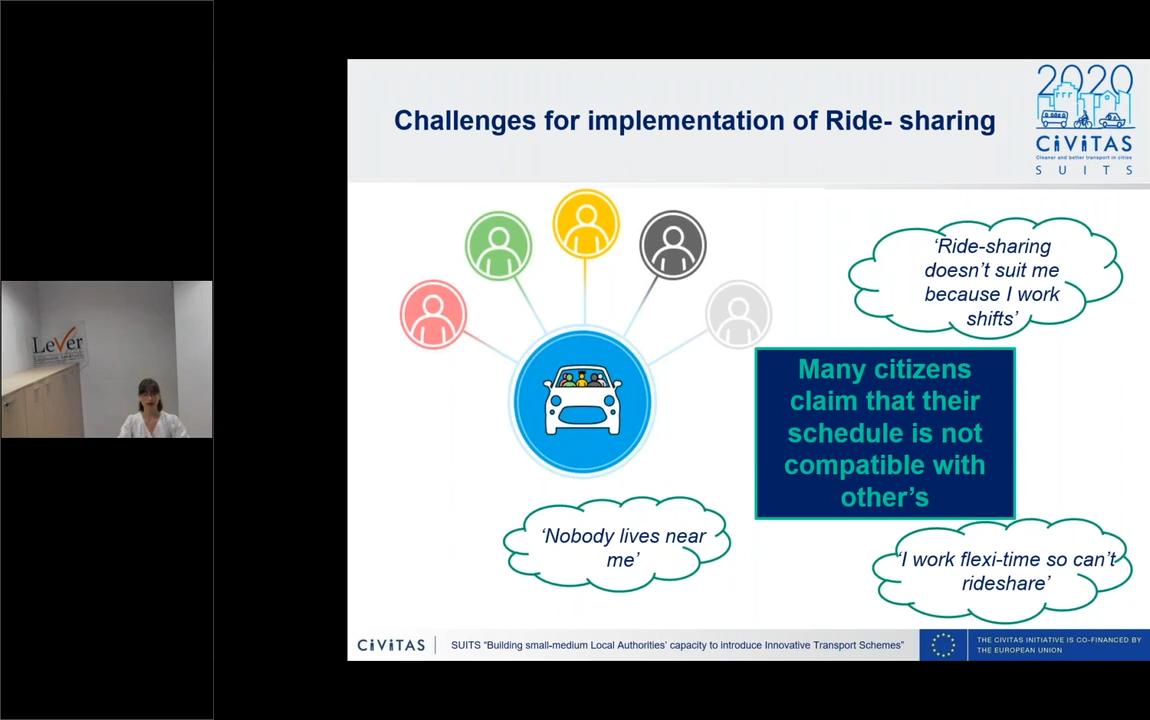 LeVer
Challenges for implementation of Ride- sharing
2020
CiViTAS
Cleaner and better transport in cities
S U I T S
‘Ride-sharing
doesn’t suit me
because I work
shifts’
Many citizens
claim that their
schedule is not
compatible with
other’s
‘Nobody lives near
me’
‘I work flexi-time so can’t
rideshare’
CiViTAS
SUITS “Building small-medium Local Authorities’ capacity to introduce Innovative Transport Schemes”
THE CIVITAS INITIATIVE IS CO-FINANCED BY
THE EUROPEAN UNION